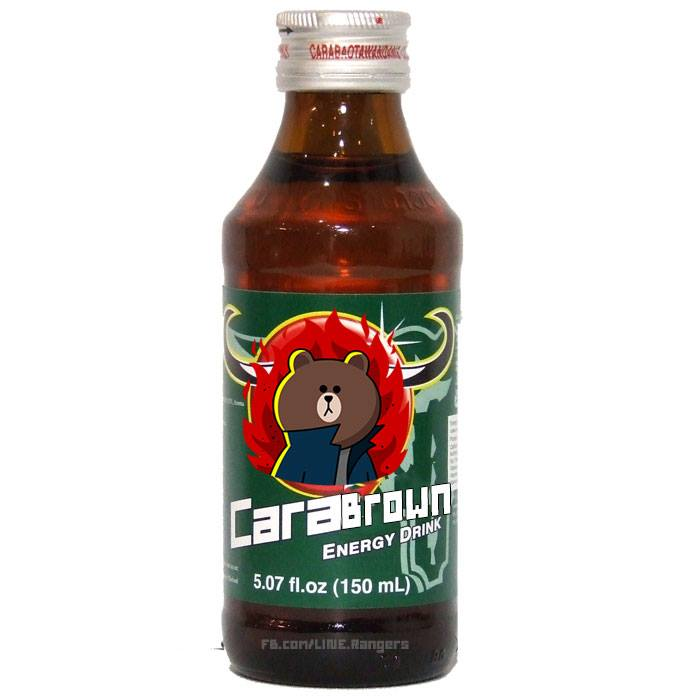 CARABAOTAWANDANG
CaraBrown
ENERGY DRINK
5.07 fl.oz (150 mL)
FB.com/LINE.Rangers